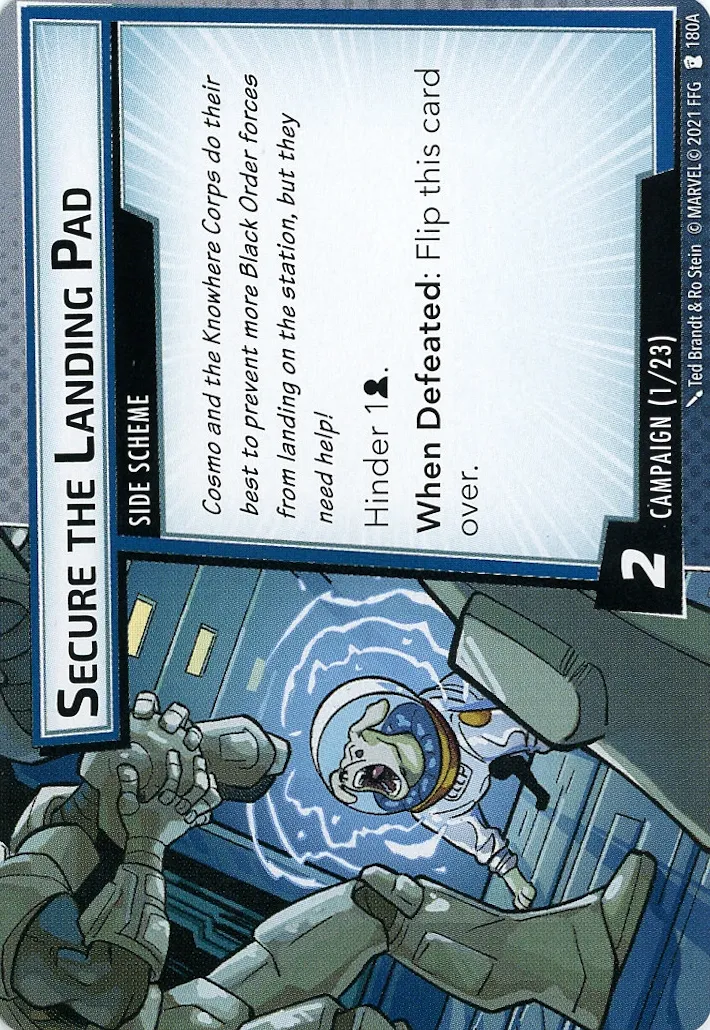 SECURE THE LANDING PAD
SIDE SCHEME
Cosmo and the Knowhere Corps do their
best to prevent more Black Order forces
from landing on the station, but they
need help!
Hinder 1.
When Defeated: Flip this card
over.
2
CAMPAIGN (1/23)
Ted Brandt & Ro Stein © MARVEL © 2021 FFG 180A